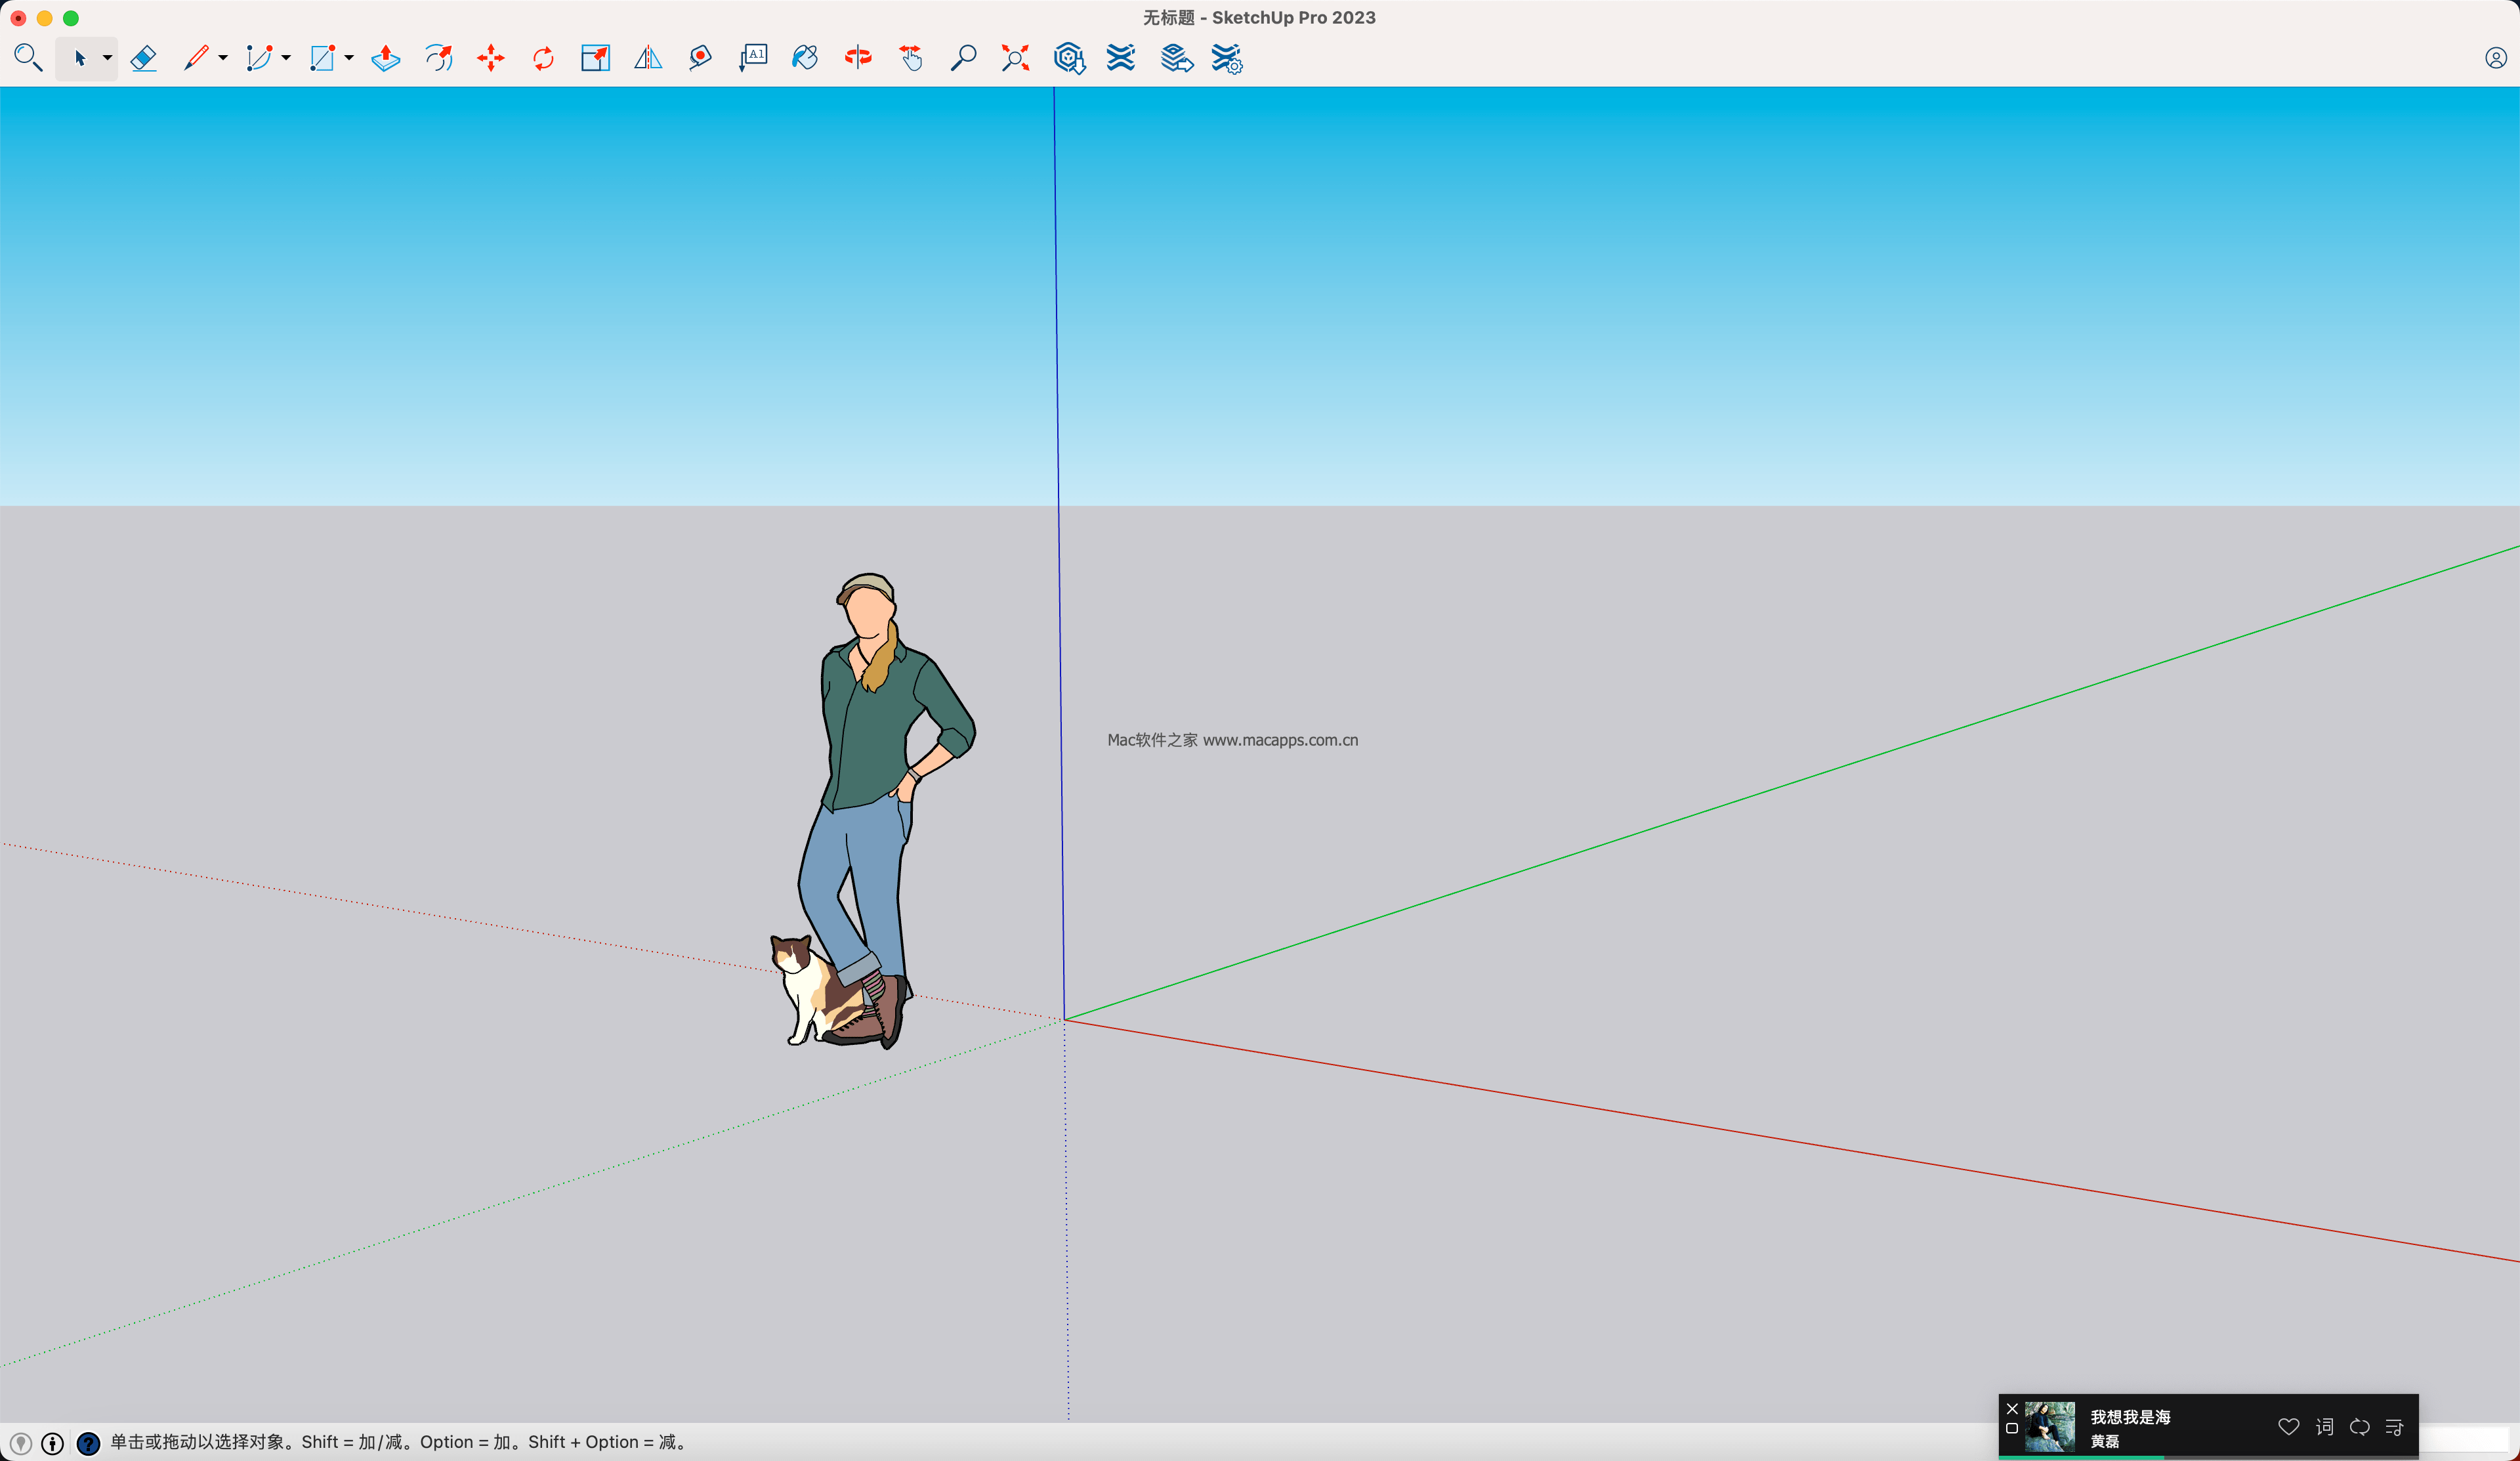 无标题 - SketchUp Pro 2023
A1
Mac软件之家 www.macapps.com.cn
单击或拖动以选择对象。Shift = 加/减。Option = 加。Shift + Option = 减。
我想我是海
词
黄磊